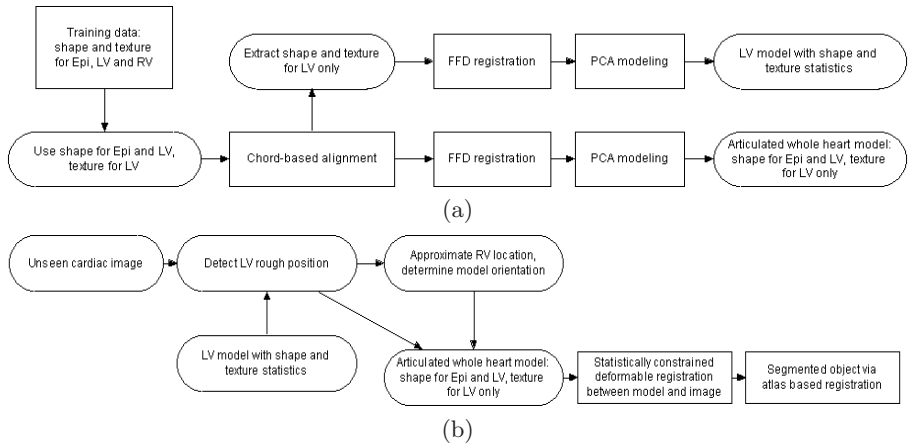 Training data:
shape and texture
for Epi, LV and RV
Extract shape and texture
for LV only
FFD registration
PCA modeling
LV model with shape and
texture statistics
Use shape for Epi and LV,
texture for LV
Chord-based alignment
FFD registration
PCA modeling
Articulated whole heart model:
shape for Epi and LV, texture
for LV only
(a)
Unseen cardiac image
Detect LV rough position
Approximate RV location,
determine model orientation
LV model with shape and
texture statistics
Articulated whole heart model:
shape for Epi and LV, texture
for LV only
Statistically constrained
deformable registration
between model and image
Segmented object via
atlas based registration
(b)